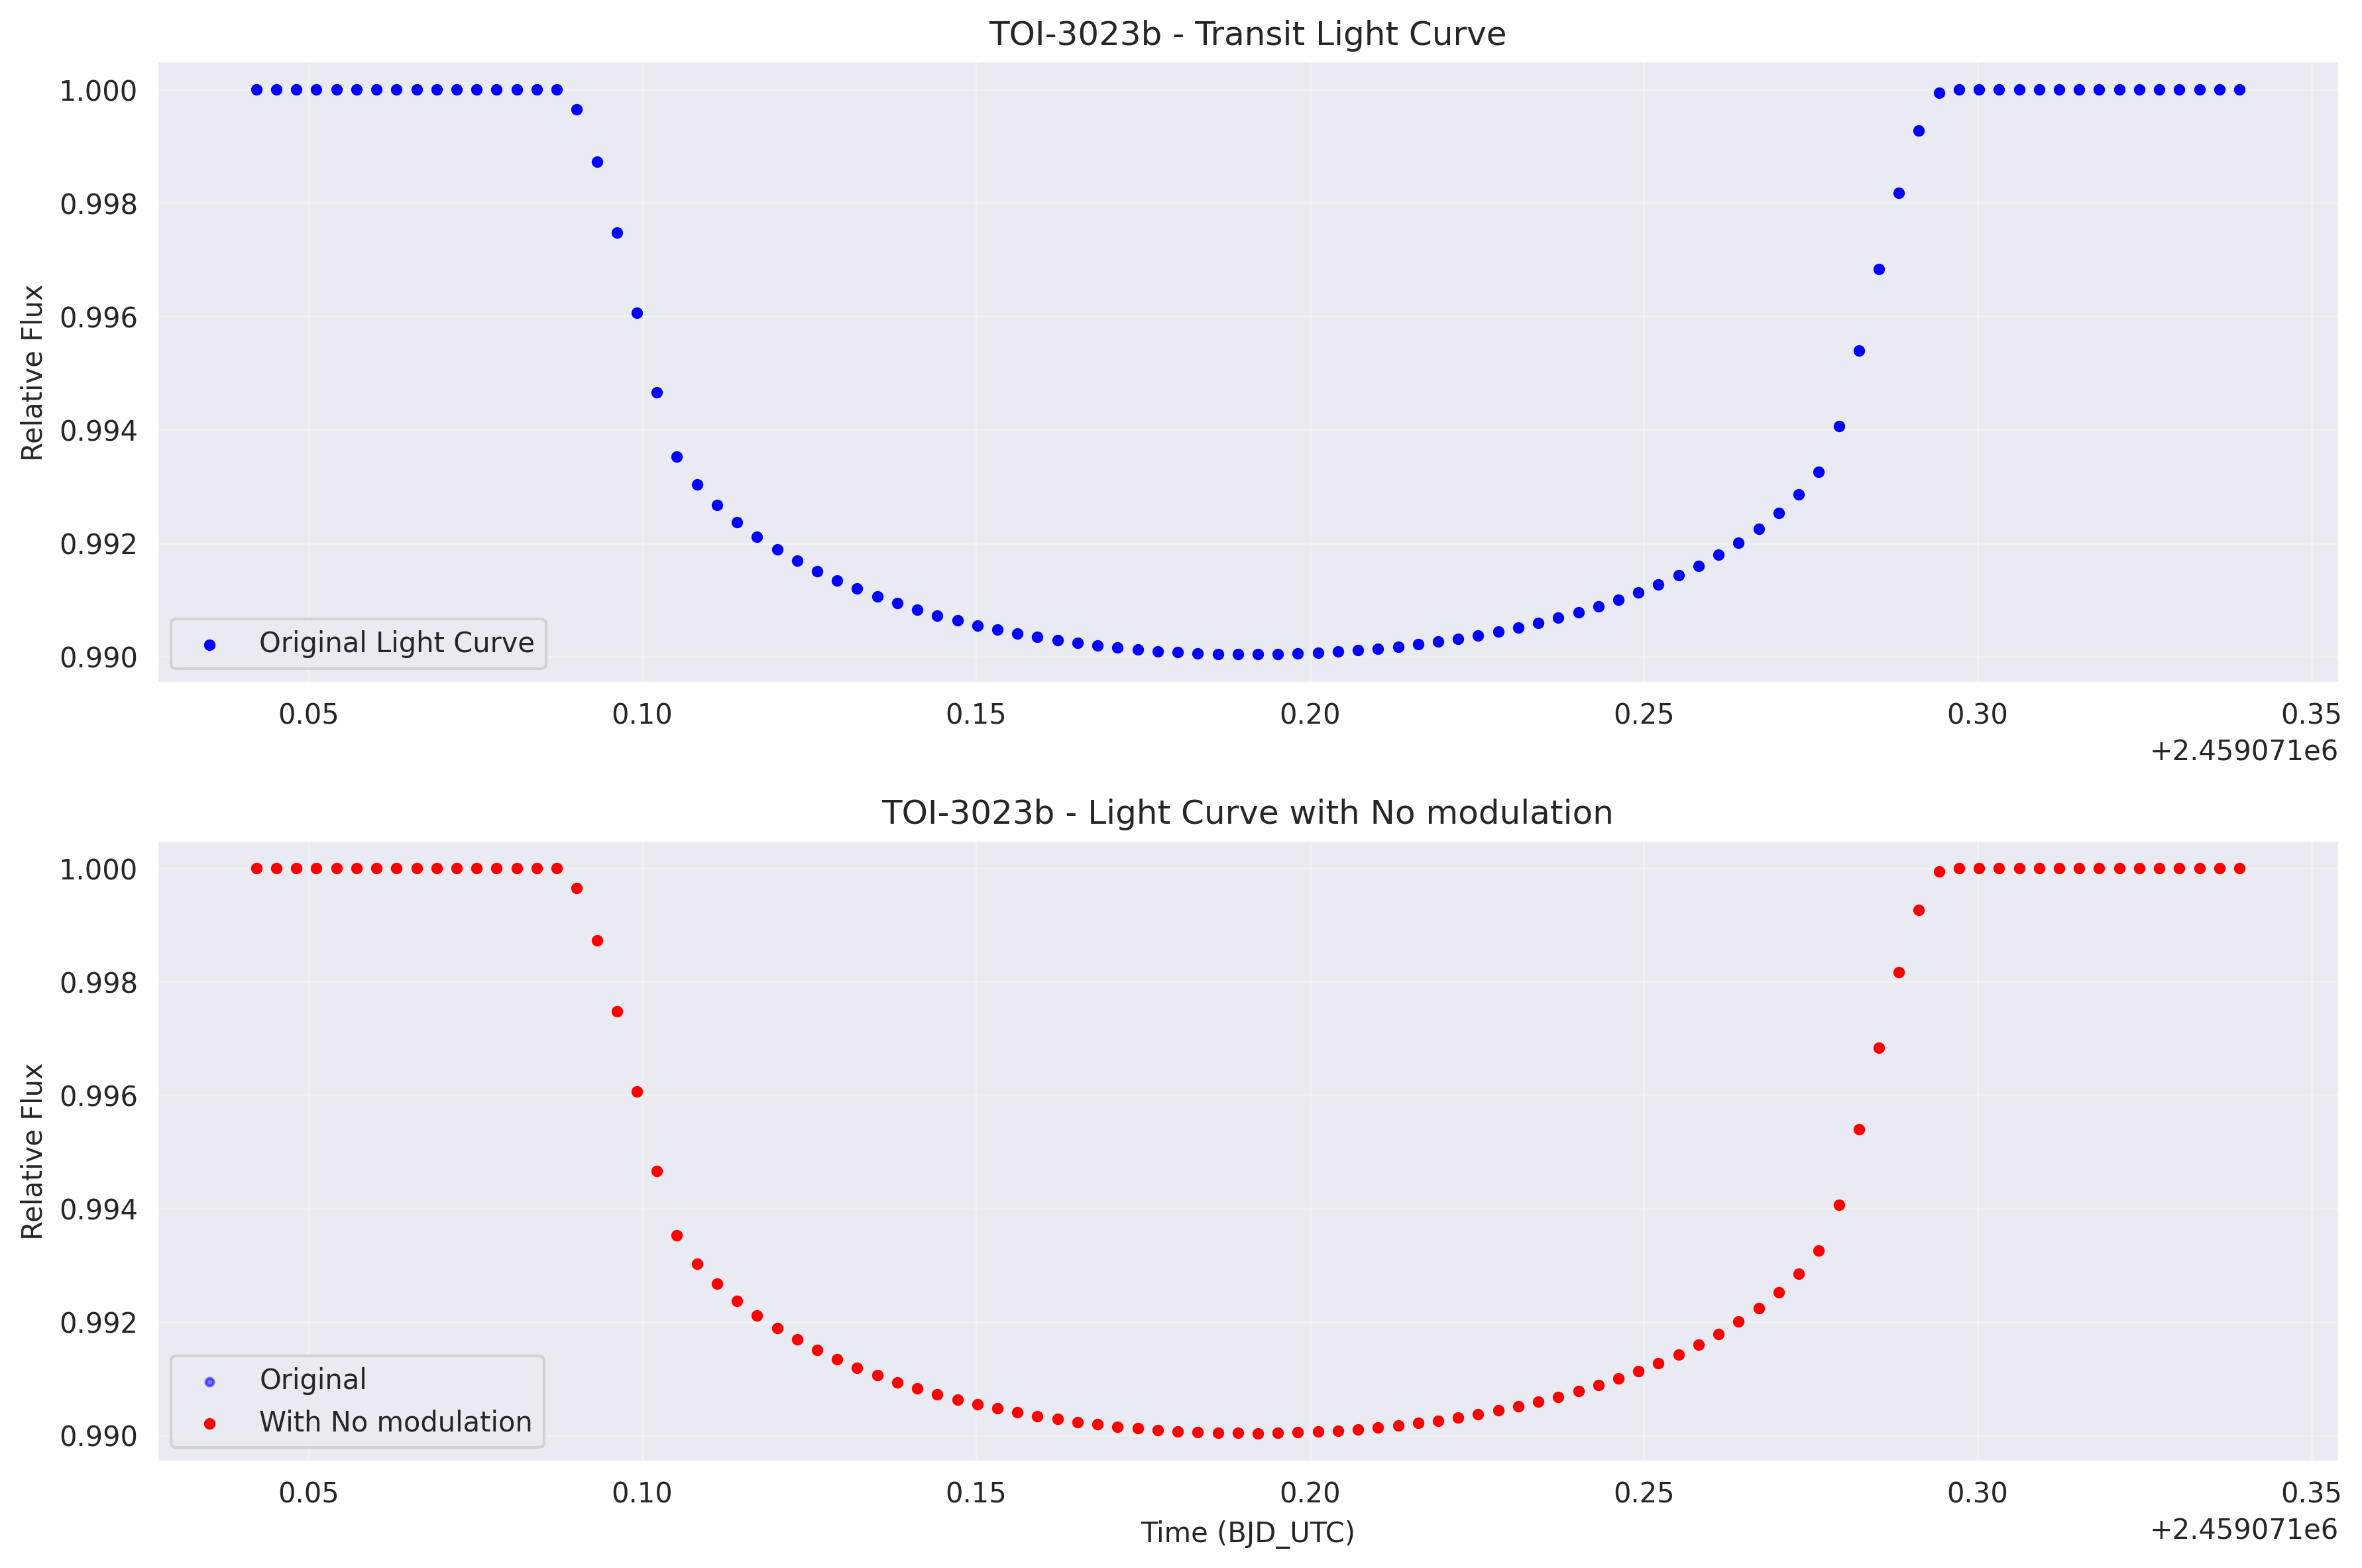 TOI-3023b - Transit Light Curve
1.000
0.998
0.996
0.994
0.992
0.990
Relative Flux
Original Light Curve
0.05 0.10 0.15 0.20 0.25 0.30 0.35
+2.459071e6
TOI-3023b - Light Curve with No modulation
1.000
0.998
0.996
0.994
0.992
0.990
Relative Flux
Original
With No modulation
0.05 0.10 0.15 0.20 0.25 0.30 0.35
Time (BJD_UTC)
+2.459071e6